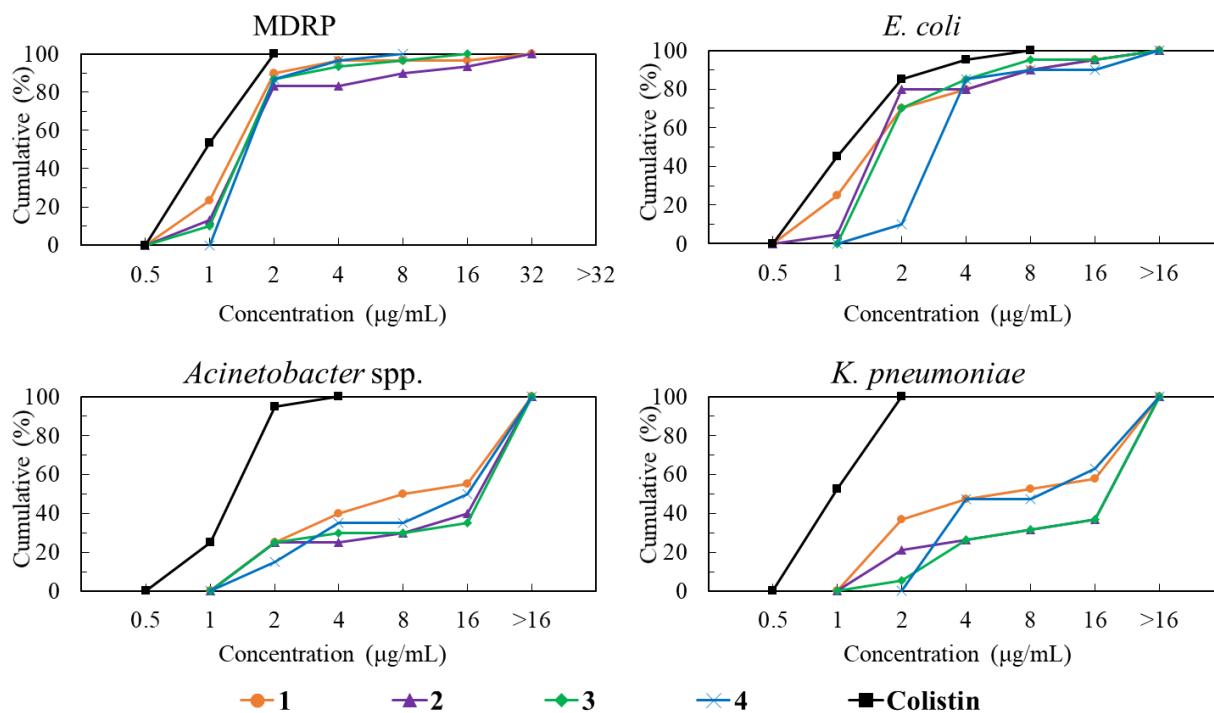 MDRP
Cumulative (%)
100
80
60
40
20
0
0.5 1 2 4 8 16 32 >32
Concentration (μg/mL)
E. coli
Cumulative (%)
100
80
60
40
20
0
0.5 1 2 4 8 16 >16
Concentration (μg/mL)
Acinetobacter spp.
Cumulative (%)
100
80
60
40
20
0
0.5 1 2 4 8 16 >16
Concentration (μg/mL)
K. pneumoniae
Cumulative (%)
100
80
60
40
20
0
0.5 1 2 4 8 16 >16
Concentration (μg/mL)
1 2 3 4 Colistin